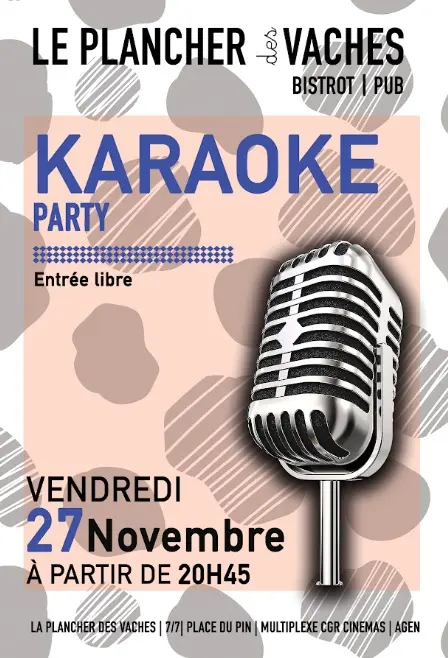 LE PLANCHER des VACHES
BISTROT | PUB
KARAOKE
PARTY
Entrée libre
VENDREDI
27 Novembre
À PARTIR DE 20H45
LA PLANCHER DES VACHES | 7/7 | PLACE DU PIN | MULTIPLEXE CGR CINEMAS | AGEN